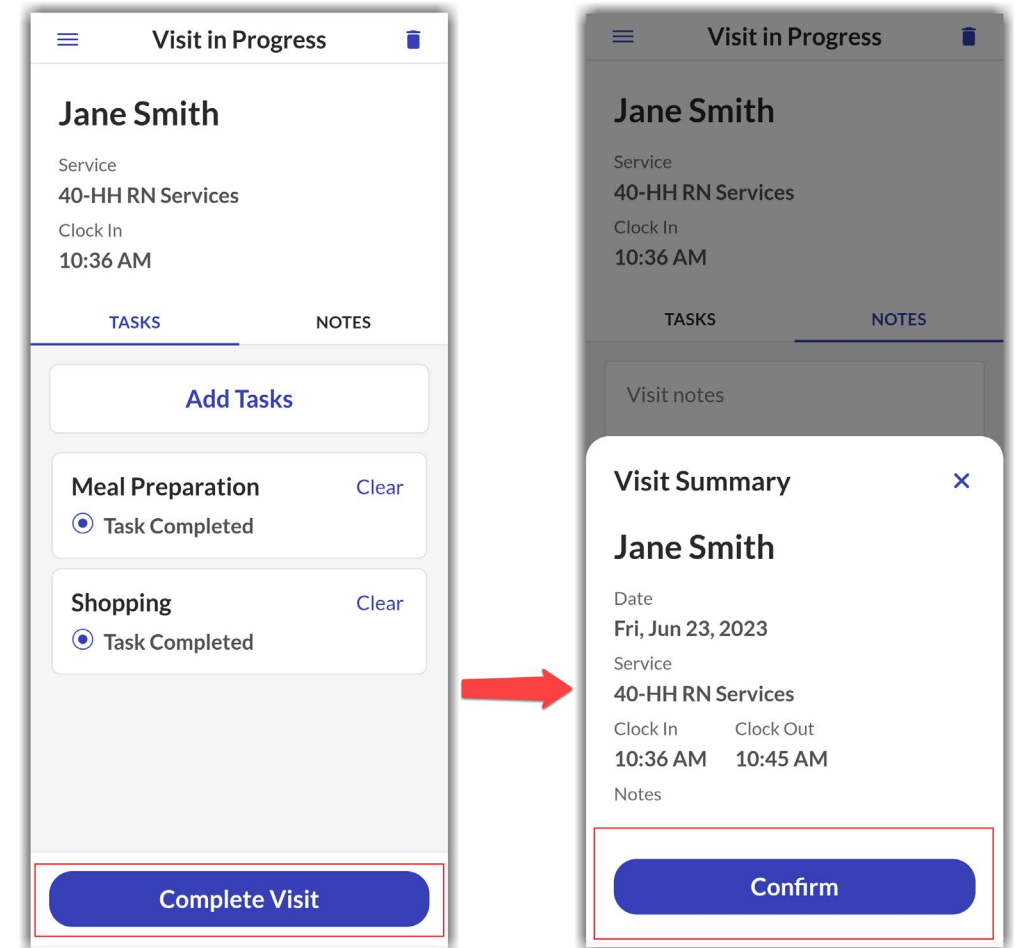 Visit in Progress
Jane Smith
Service
40-HH RN Services
Clock In
10:36 AM
TASKS NOTES
Add Tasks
Meal Preparation Clear
Task Completed
Shopping Clear
Task Completed
Complete Visit
Visit in Progress
Jane Smith
Service
40-HH RN Services
Clock In
10:36 AM
TASKS NOTES
Visit notes
Visit Summary
Jane Smith
Date
Fri, Jun 23, 2023
Service
40-HH RN Services
Clock In Clock Out
10:36 AM 10:45 AM
Notes
Confirm